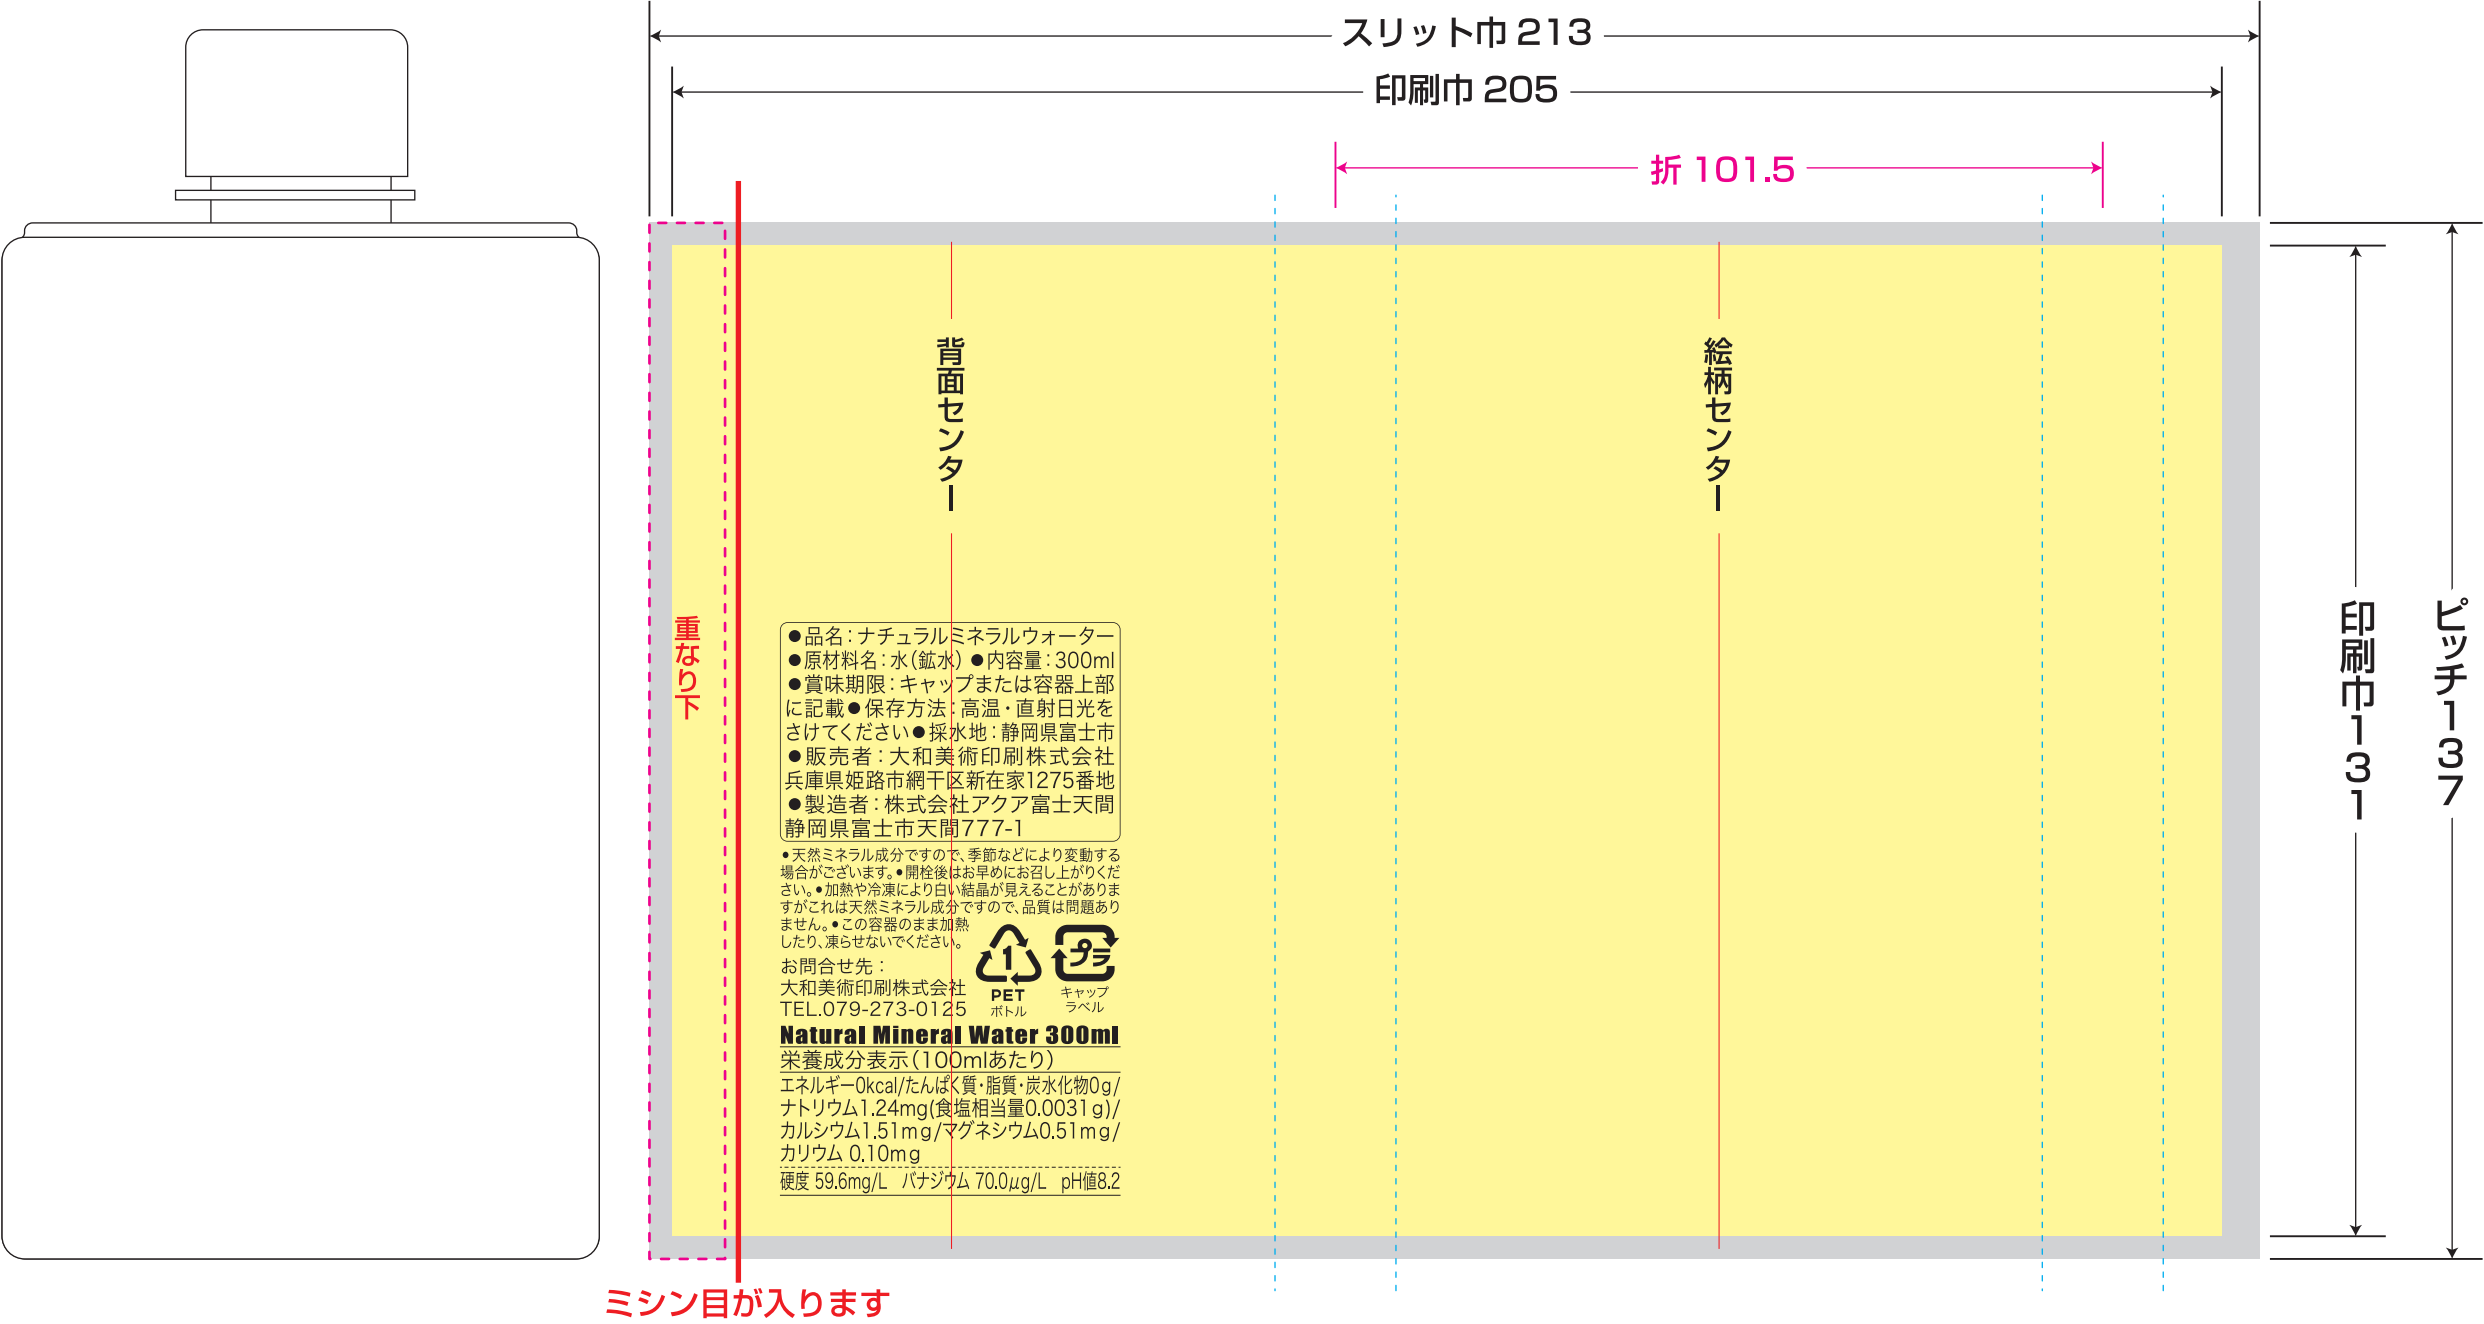 スリット巾 213
印刷巾 205
折 101.5
背面センター
絵柄センター
重なり下
印刷巾131
ピッチ137
●品名：ナチュラルミネラルウォーター
●原材料名：水（鉱水）●内容量：300ml
●賞味期限：キャップまたは容器上部
に記載●保存方法：高温・直射日光を
さけてください●採水地：静岡県富士市
●販売者：大和美術印刷株式会社
兵庫県姫路市網干区新在家1275番地
●製造者：株式会社アクア富士天間
静岡県富士市天間777-1
●天然ミネラル成分ですので、季節などにより変動する
場合がございます。●開栓後はお早めにお召し上がりくだ
さい。●加熱や冷凍により白い結晶が見えることがありま
すがこれは天然ミネラル成分ですので、品質は問題あり
ません。●この容器のまま加熱
したり、凍らせないでください。
お問合せ先：
大和美術印刷株式会社
TEL.079-273-0125
1
PET
ボトル
プラ
キャップ
ラベル
Natural Mineral Water 300ml
栄養成分表示（100mlあたり）
エネルギー0kcal/たんぱく質・脂質・炭水化物0g/
ナトリウム1.24mg(食塩相当量0.0031g)/
カルシウム1.51mg/マグネシウム0.51mg/
カリウム 0.10mg
硬度 59.6mg/L　バナジウム 70.0μg/L　pH値8.2
ミシン目が入ります